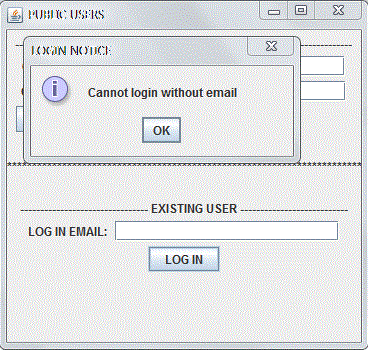 PUBLIC USERS
LOGIN NOTICE
Cannot login without email
OK
EXISTING USER
LOG IN EMAIL:
LOG IN